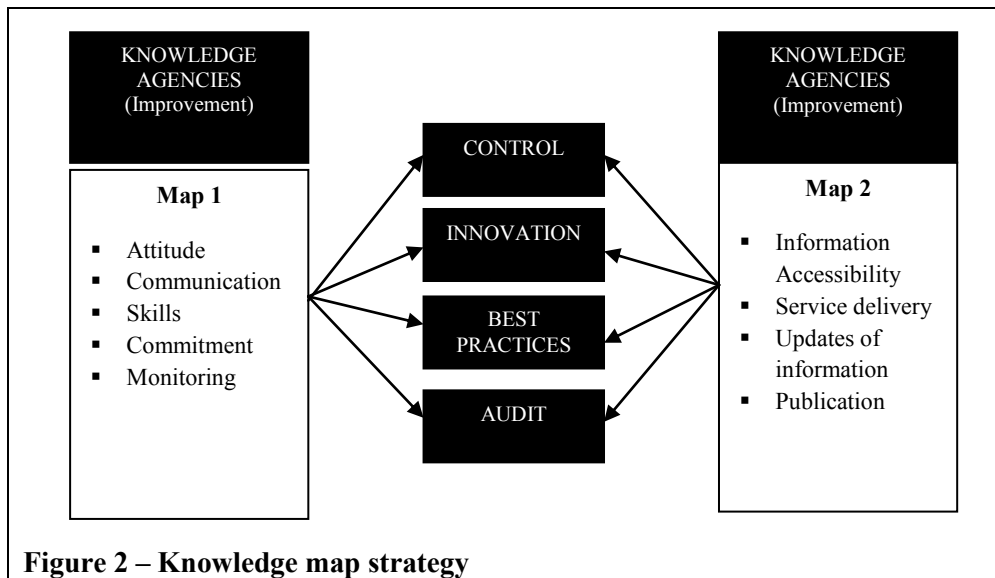 KNOWLEDGE
AGENCIES
(Improvement)
Map 1
▪ Attitude
▪ Communication
▪ Skills
▪ Commitment
▪ Monitoring
CONTROL
INNOVATION
BEST
PRACTICES
AUDIT
KNOWLEDGE
AGENCIES
(Improvement)
Map 2
▪ Information
Accessibility
▪ Service delivery
▪ Updates of
information
▪ Publication
Figure 2 – Knowledge map strategy